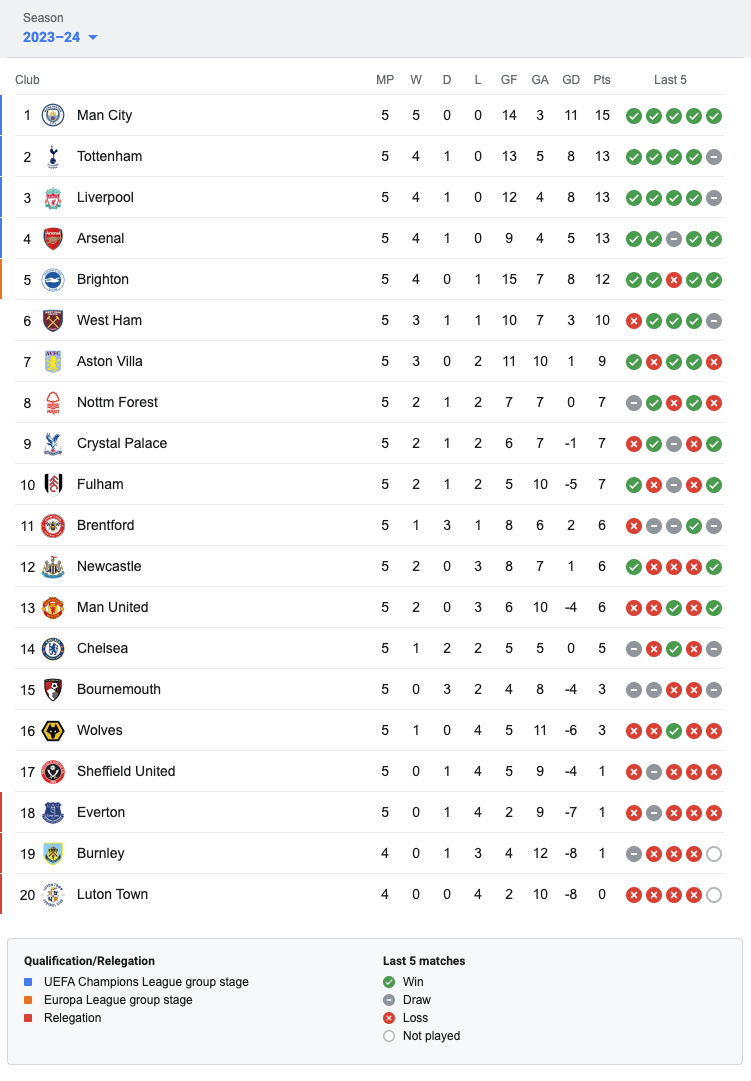 Season
2023–24
Club MP W D L GF GA GD Pts Last 5
1 Man City 5 5 0 0 14 3 11 15
2 Tottenham 5 4 1 0 13 5 8 13
3 Liverpool 5 4 1 0 12 4 8 13
4 Arsenal 5 4 1 0 9 4 5 13
5 Brighton 5 4 0 1 15 7 8 12
6 West Ham 5 3 1 1 10 7 3 10
7 Aston Villa 5 3 0 2 11 10 1 9
8 Nottm Forest 5 2 1 2 7 7 0 7
9 Crystal Palace 5 2 1 2 6 7 -1 7
10 Fulham 5 2 1 2 5 10 -5 7
11 Brentford 5 1 3 1 8 6 2 6
12 Newcastle 5 2 0 3 8 7 1 6
13 Man United 5 2 0 3 6 10 -4 6
14 Chelsea 5 1 2 2 5 5 0 5
15 Bournemouth 5 0 3 2 4 8 -4 3
16 Wolves 5 1 0 4 5 11 -6 3
17 Sheffield United 5 0 1 4 5 9 -4 1
18 Everton 5 0 1 4 2 9 -7 1
19 Burnley 4 0 1 3 4 12 -8 1
20 Luton Town 4 0 0 4 2 10 -8 0
Qualification/Relegation
UEFA Champions League group stage
Europa League group stage
Relegation
Last 5 matches
Win
Draw
Loss
Not played